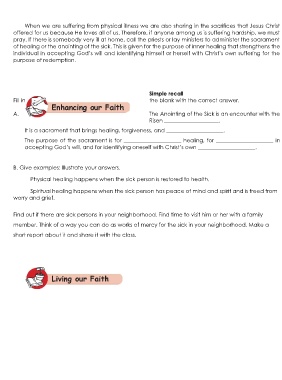 When we are suffering from physical illness we are also sharing in the sacrifices that Jesus Christ
offered for us because He loves all of us. Therefore, if anyone among us is suffering hardship, we must
pray. If there is somebody very ill at home, call the priests or lay ministers to administer the sacrament
of healing or the anointing of the sick. This is given for the purpose of inner healing that strengthens the
individual in accepting God's will and identifying himself or herself with Christ's own suffering for the
purpose of redemption.
Simple recall
Fill in the blank with the correct answer.
Enhancing our Faith
A. The Anointing of the Sick is an encounter with the
Risen ____________________.
It is a sacrament that brings healing, forgiveness, and ____________________.
The purpose of the sacrament is for ____________________ healing, for ____________________ in
accepting God's will, and for identifying oneself with Christ's own ____________________.
B. Give examples: Illustrate your answers.
Physical healing happens when the sick person is restored to health.
Spiritual healing happens when the sick person has peace of mind and spirit and is freed from
worry and grief.
Find out if there are sick persons in your neighborhood. Find time to visit him or her with a family
member. Think of a way you can do as works of mercy for the sick in your neighborhood. Make a
short report about it and share it with the class.
Living our Faith